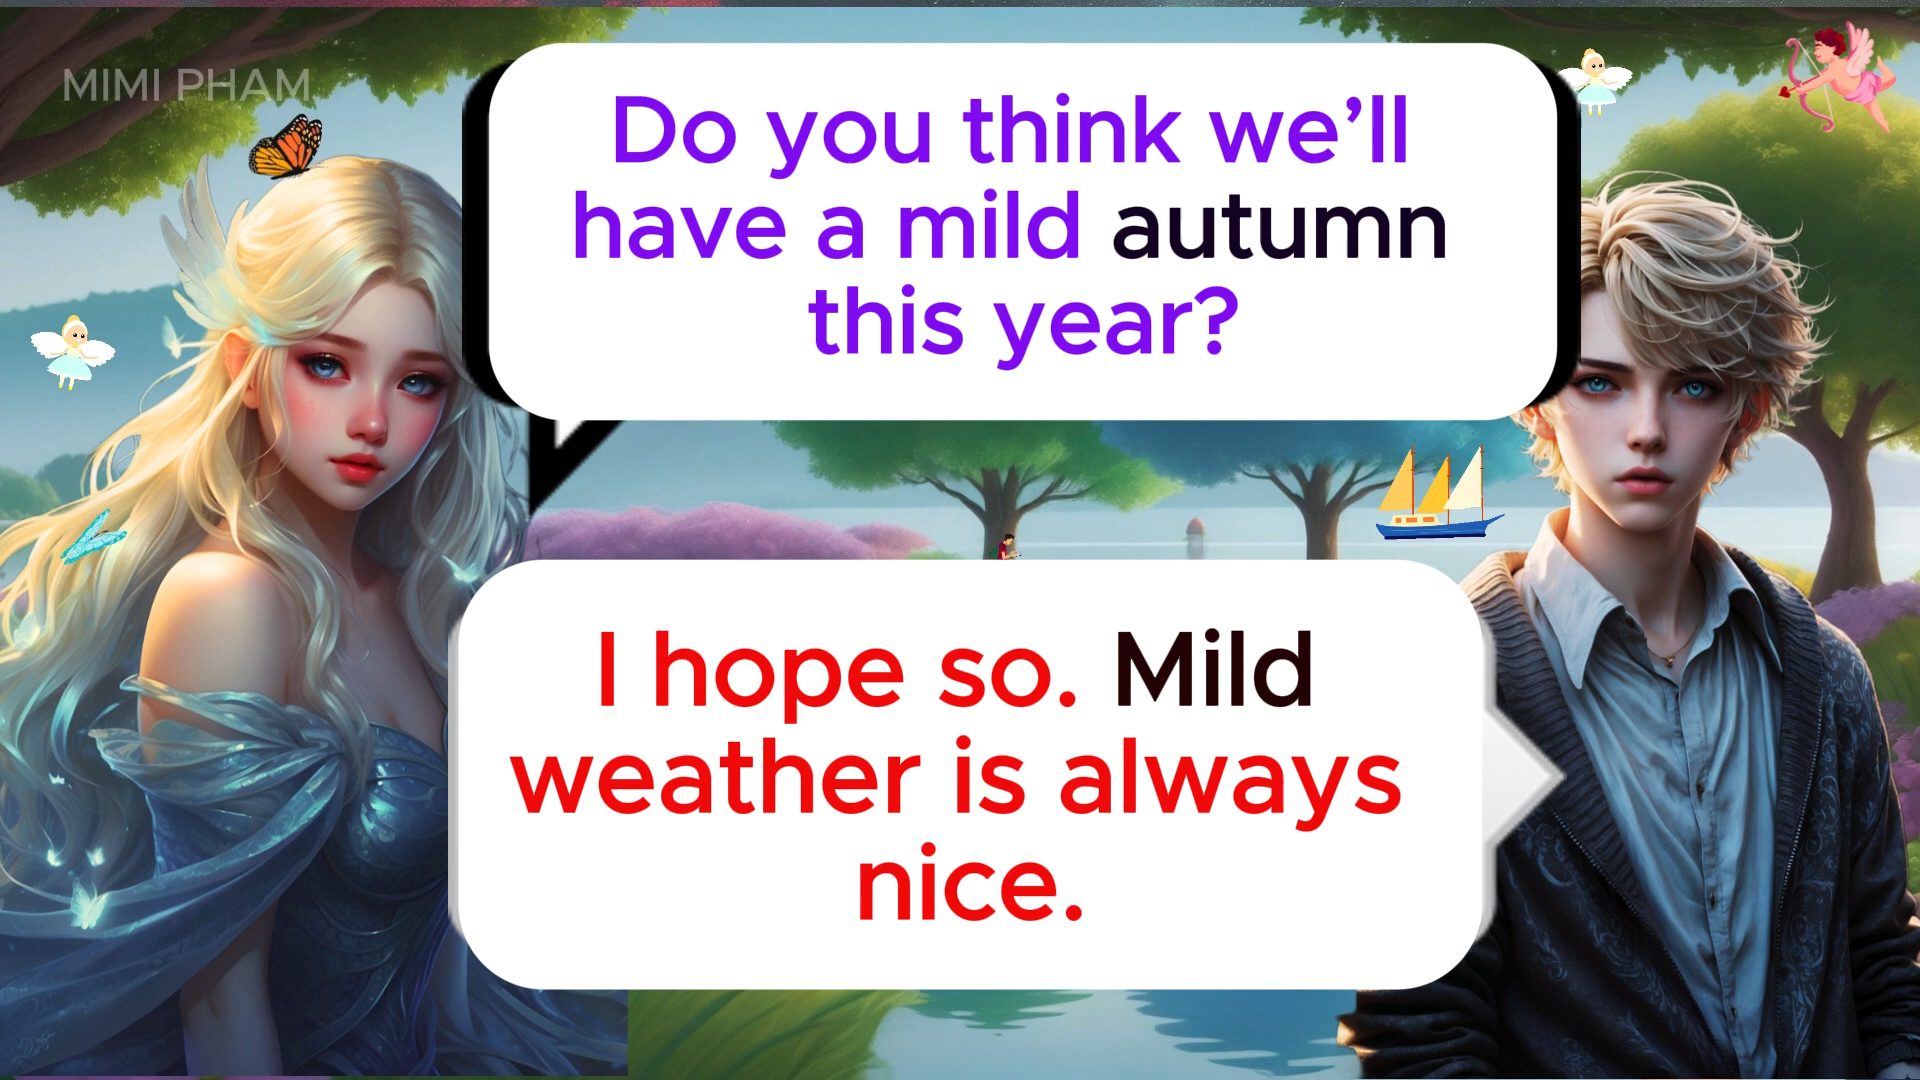 MIMI PHAM
Do you think we’ll
have a mild autumn
this year?
I hope so. Mild
weather is always
nice.